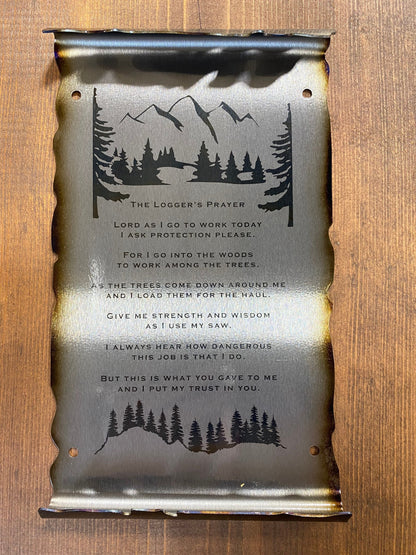 The Logger's Prayer
Lord as I go to work today
I ask protection please.
For I go into the woods
to work among the trees.
As the trees come down around me
and I load them for the haul.
Give me strength and wisdom
as I use my saw.
I always hear how dangerous
this job is that I do.
But this is what you gave to me
and I put my trust in you.